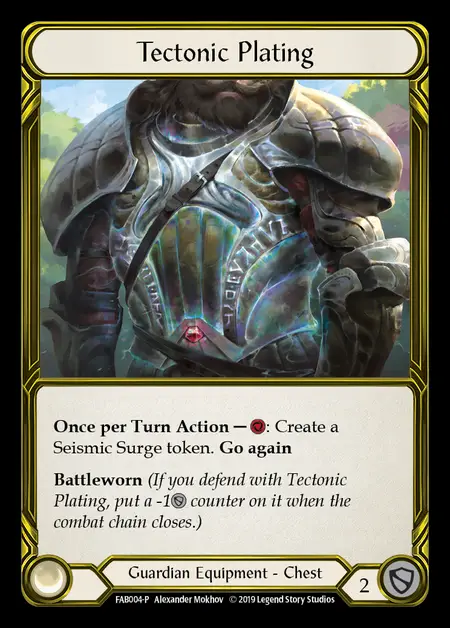 Tectonic Plating
Once per Turn Action — : Create a
Seismic Surge token. Go again
Battleworn (If you defend with Tectonic
Plating, put a -1 counter on it when the
combat chain closes.)
Guardian Equipment - Chest
2
FAB004-P Alexander Mokhov © 2019 Legend Story Studios